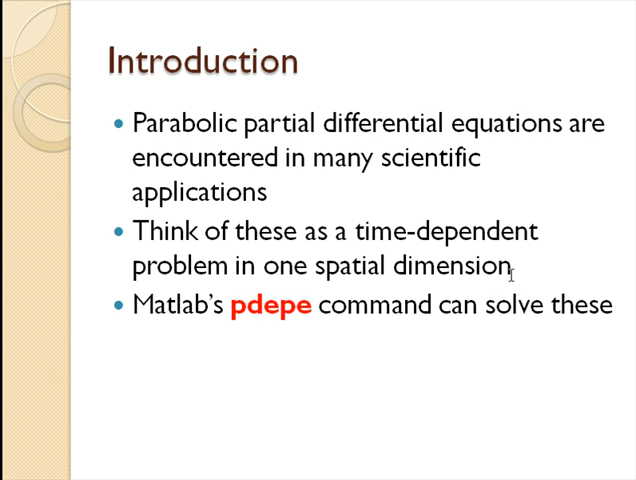 Introduction
• Parabolic partial differential equations are
encountered in many scientific
applications
• Think of these as a time-dependent
problem in one spatial dimension
• Matlab's pdepe command can solve these